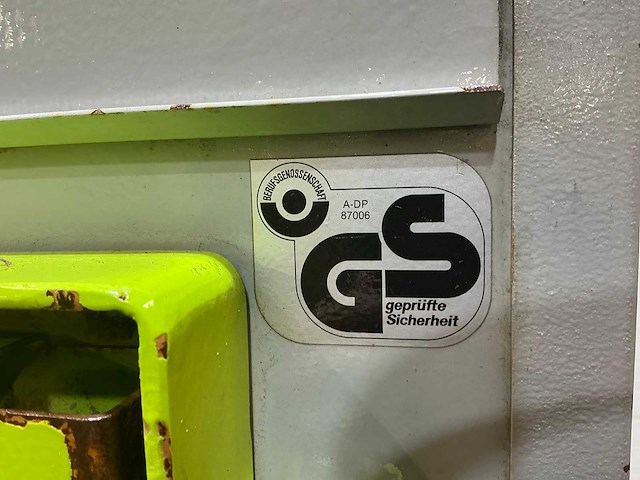 BERUFSGENOSSENSCHAFT
A-DP
87006
GS
geprüfte
Sicherheit